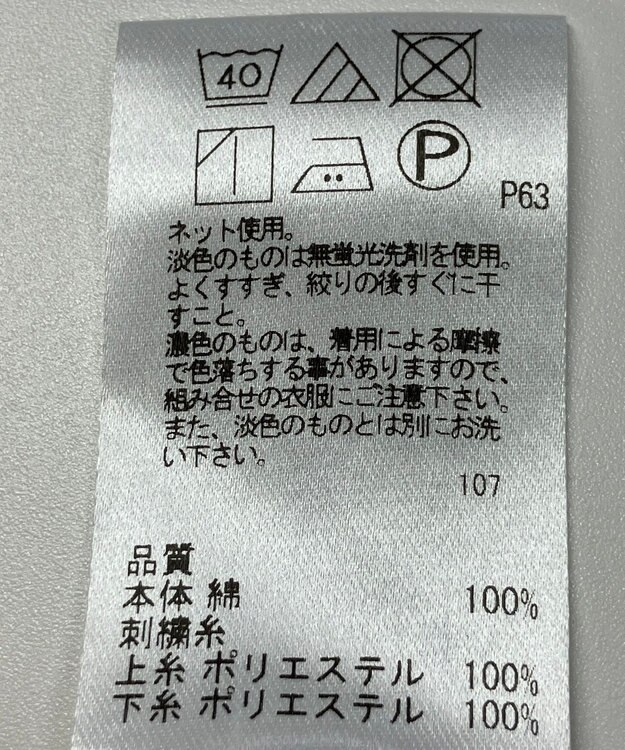 40
P
P63
ネット使用。
淡色のものは無蛍光洗剤を使用。
よくすすぎ、絞りの後すぐに干
すこと。
濃色のものは、着用による摩擦
で色落ちする事がありますので、
組み合せの衣服にご注意下さい。
また、淡色のものとは別にお洗
い下さい。
107
品質
本体 綿 100%
刺繍糸
上糸 ポリエステル 100%
下糸 ポリエステル 100%